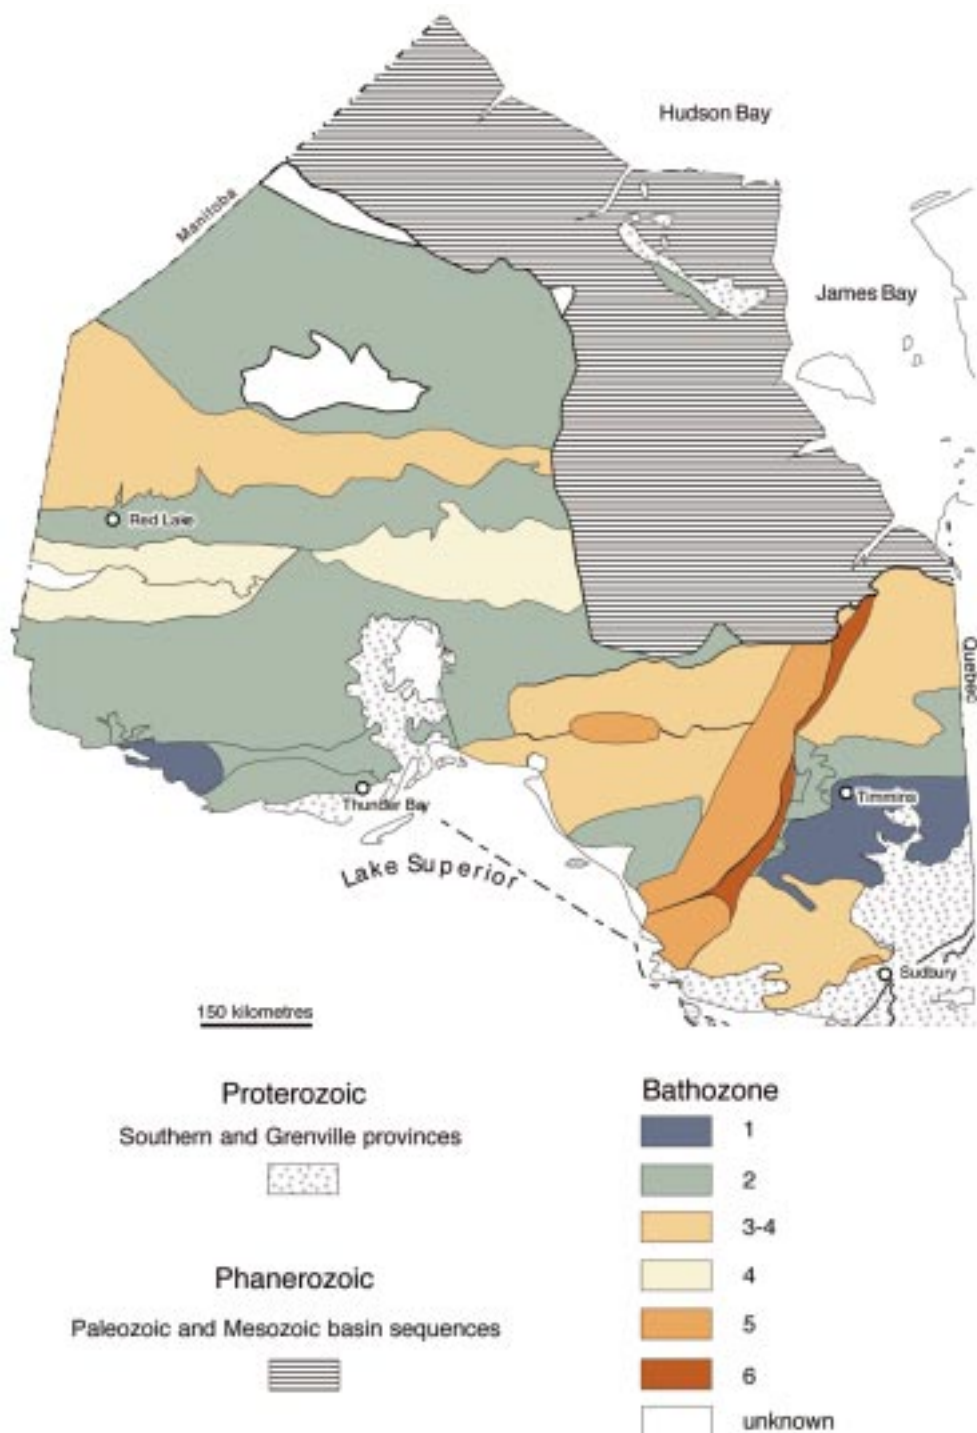 Hudson Bay
Manitoba
James Bay
Red Lake
Quebec
Thunder Bay
Timmins
Lake Superior
Sudbury
150 kilometres
Proterozoic
Southern and Grenville provinces
Phanerozoic
Paleozoic and Mesozoic basin sequences
Bathozone
1
2
3-4
4
5
6
unknown